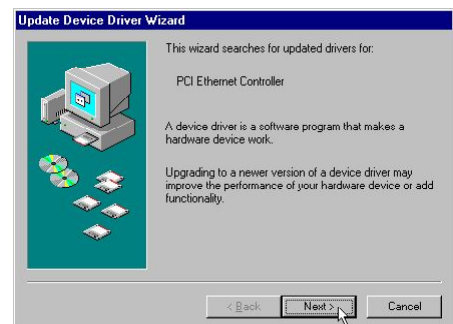 Update Device Driver Wizard
This wizard searches for updated drivers for:
PCI Ethernet Controller
A device driver is a software program that makes a
hardware device work.
Upgrading to a newer version of a device driver may
improve the performance of your hardware device or add
functionality.
< Back Next > Cancel